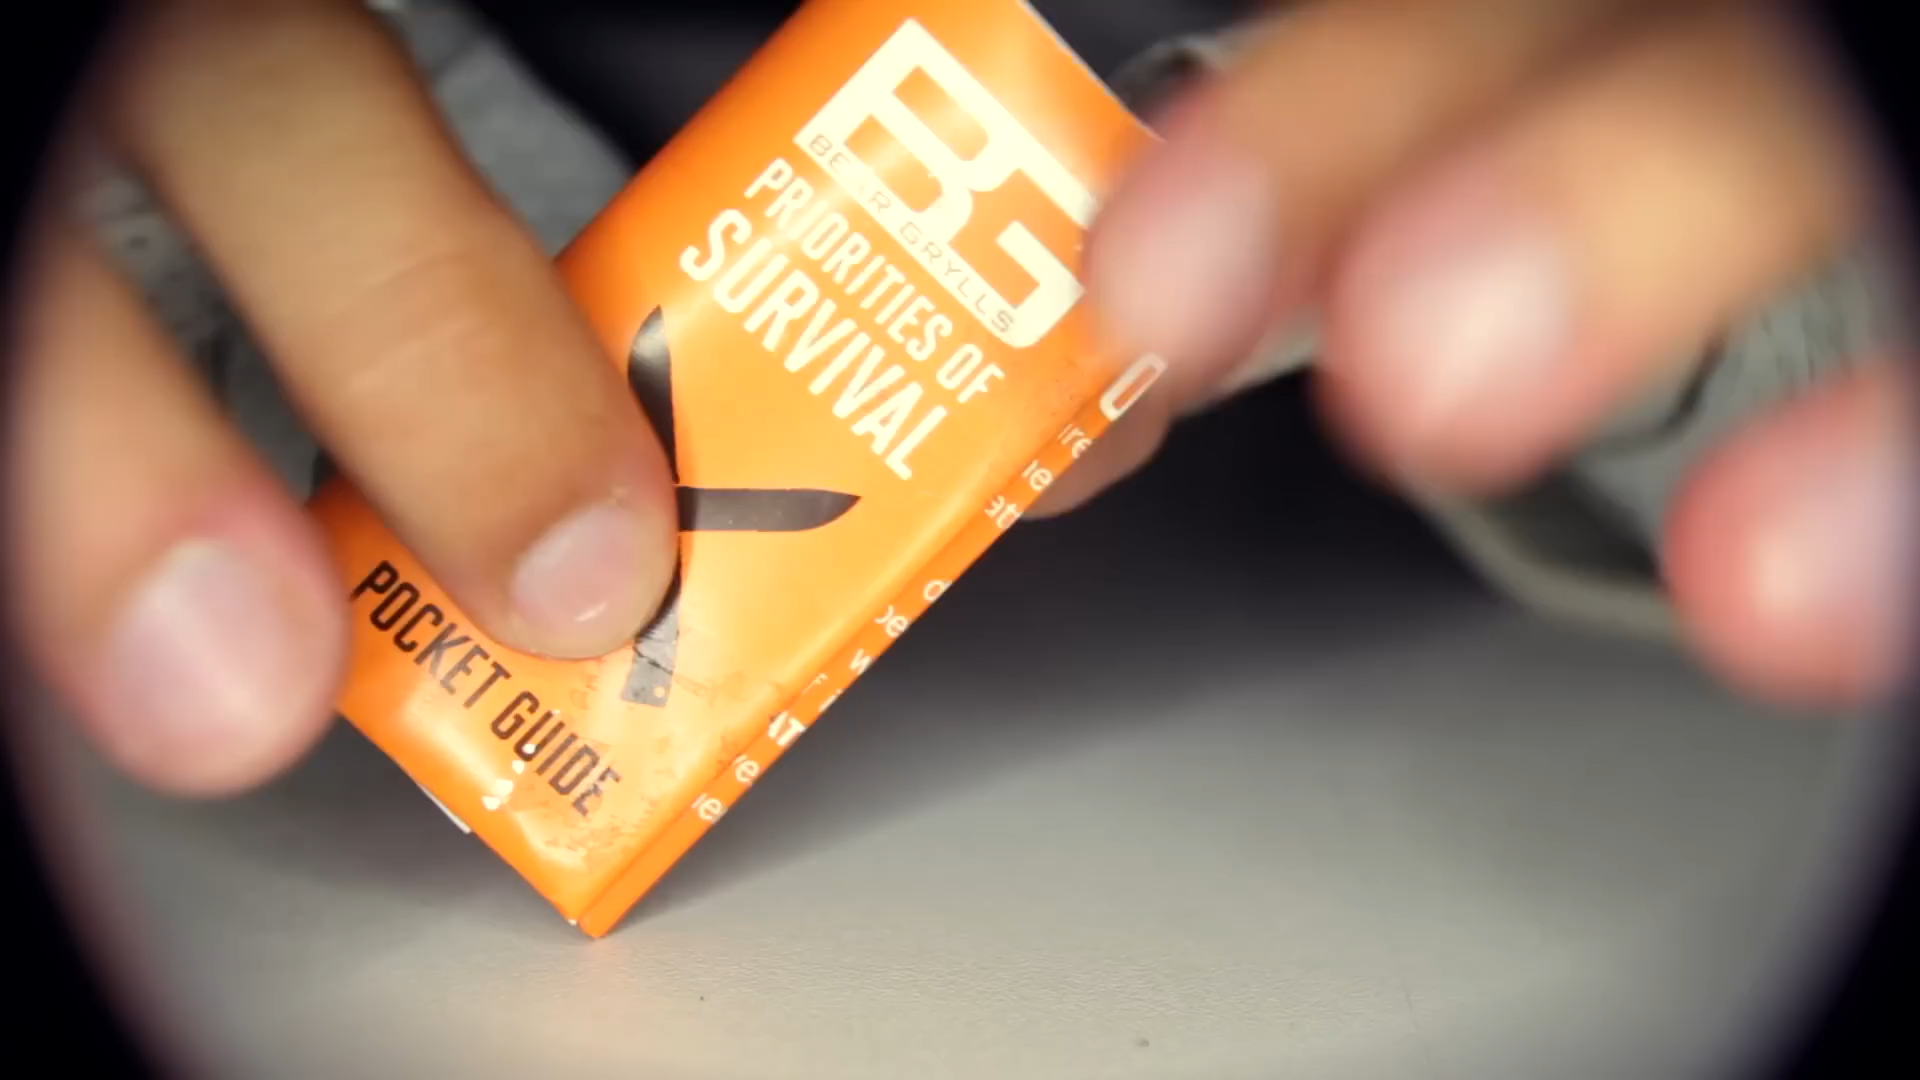 BG
BEAR GRYLLS
PRIORITIES OF
SURVIVAL
POCKET GUIDE